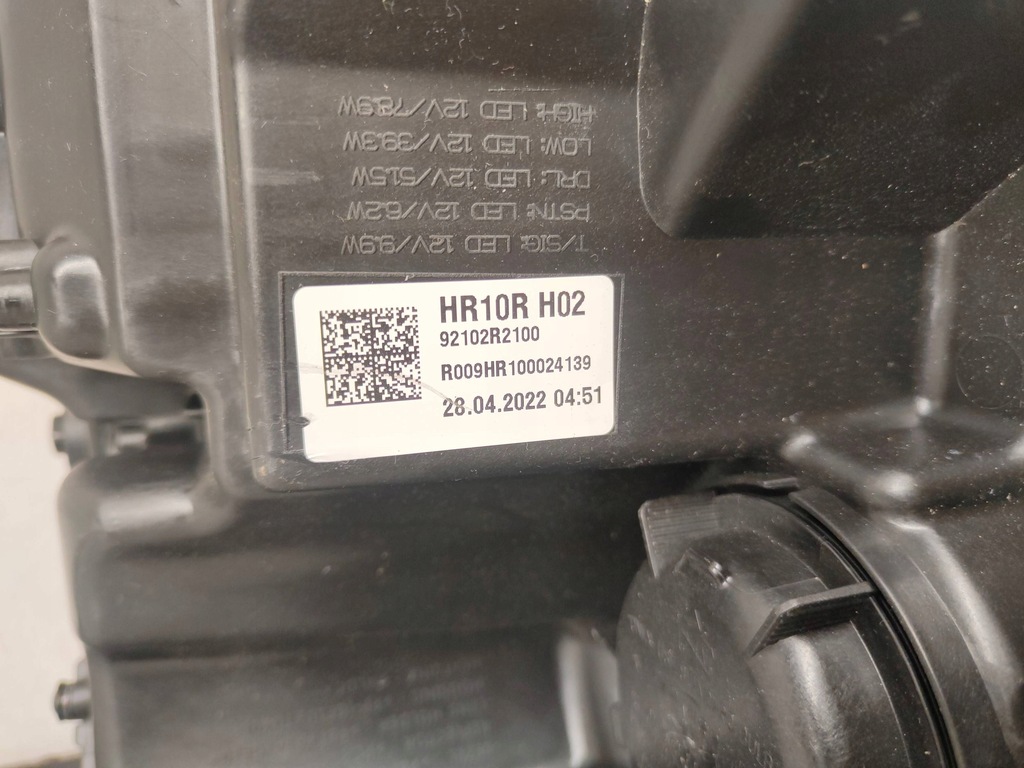 HIGH: LED 12V/78.9W
LOW: LED 12V/39.3W
DRL: LED 12V/51.5W
PSTN: LED 12V/6.2W
T/SIG: LED 12V/9.9W
HR10R H02
92102R2100
R009HR100024139
28.04.2022 04:51